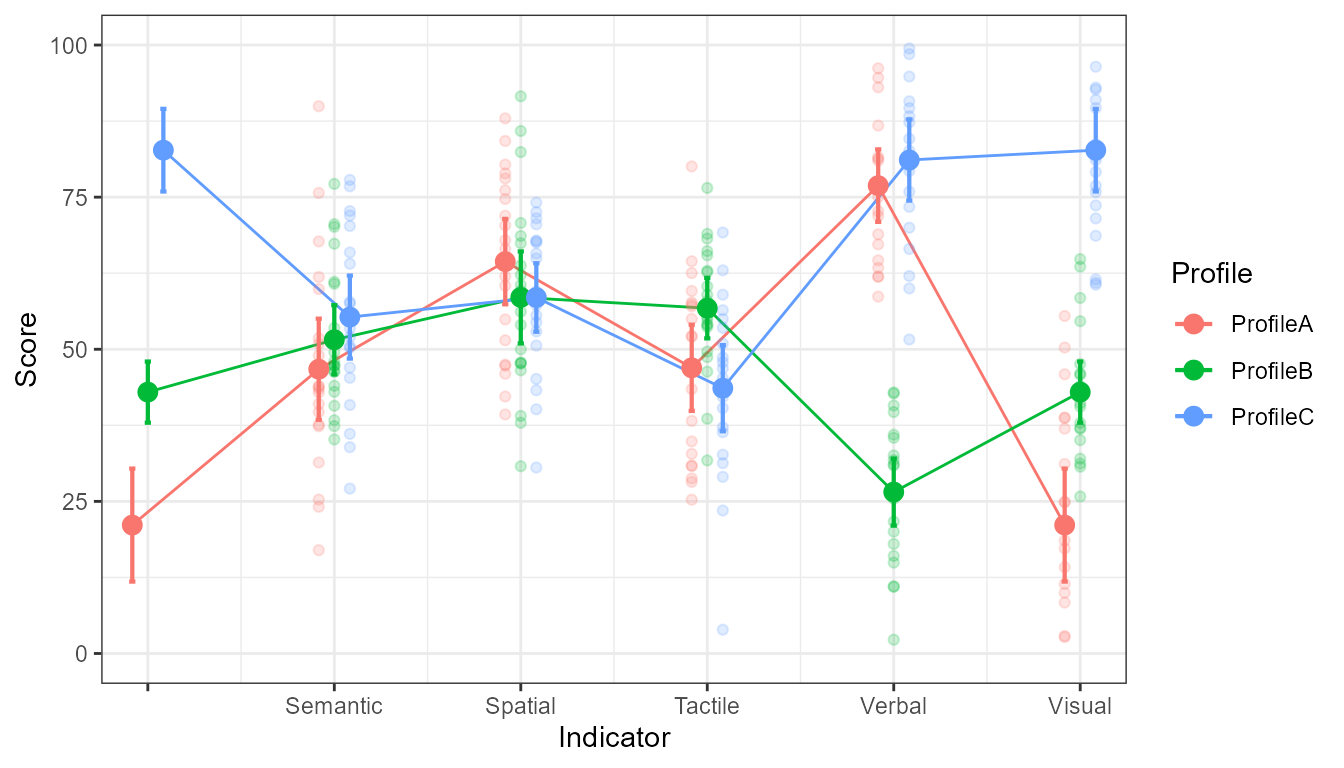 100
75
50
25
0
Score
Semantic
Spatial
Tactile
Verbal
Visual
Indicator
Profile
ProfileA
ProfileB
ProfileC